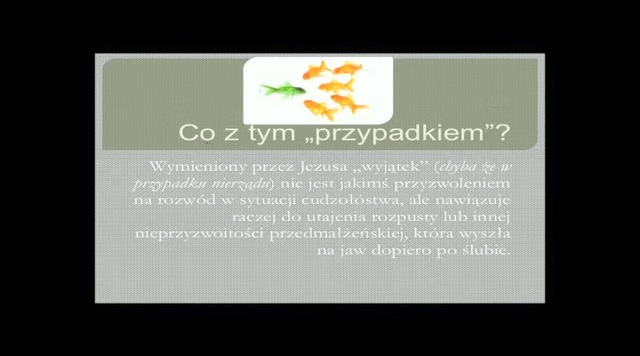 Co z tym „przypadkiem”?
Wymieniony przez Jezusa „wyjątek” (chyba że w
przypadku nierządu) nie jest jakimś przyzwoleniem
na rozwód w sytuacji cudzołóstwa, ale nawiązuje
raczej do utajenia rozpusty lub innej
nieprzyzwoitości przedmałżeńskiej, która wyszła
na jaw dopiero po ślubie.